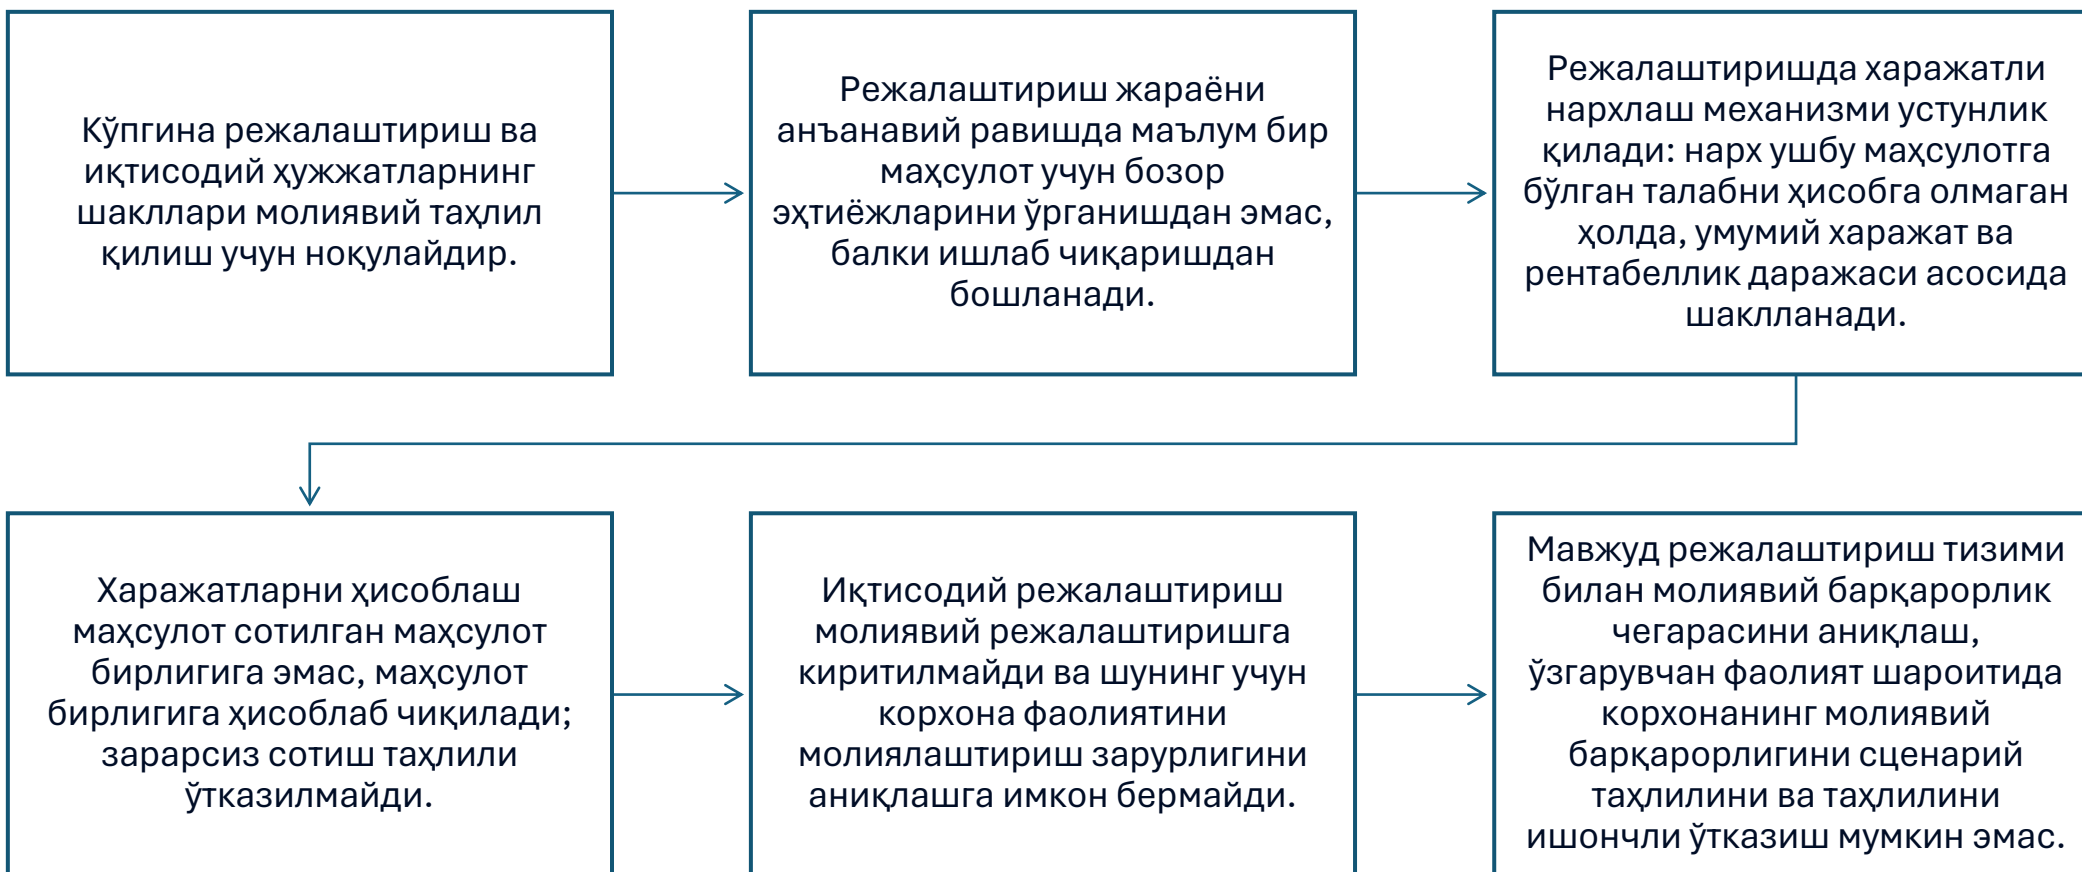 Кўпгина режалаштириш ва
иқтисодий ҳужжатларнинг
шакллари молиявий таҳлил
қилиш учун ноқулайдир.
Режалаштириш жараёни
анъанавий равишда маълум бир
маҳсулот учун бозор
эҳтиёжларини ўрганишдан эмас,
балки ишлаб чиқаришдан
бошланади.
Режалаштиришда харажатли
нархлаш механизми устунлик
қилади: нарх ушбу маҳсулотга
бўлган талабни ҳисобга олмаган
ҳолда, умумий харажат ва
рентабеллик даражаси асосида
шаклланади.
Харажатларни ҳисоблаш
маҳсулот сотилган маҳсулот
бирлигига эмас, маҳсулот
бирлигига ҳисоблаб чиқилади;
зарарсиз сотиш таҳлили
ўтказилмайди.
Иқтисодий режалаштириш
молиявий режалаштиришга
киритилмайди ва шунинг учун
корхона фаолиятини
молиялаштириш зарурлигини
аниқлашга имкон бермайди.
Мавжуд режалаштириш тизими
билан молиявий барқарорлик
чегарасини аниқлаш,
ўзгарувчан фаолият шароитида
корхонанинг молиявий
барқарорлигини сценарий
таҳлилини ва таҳлилини
ишончли ўтказиш мумкин эмас.